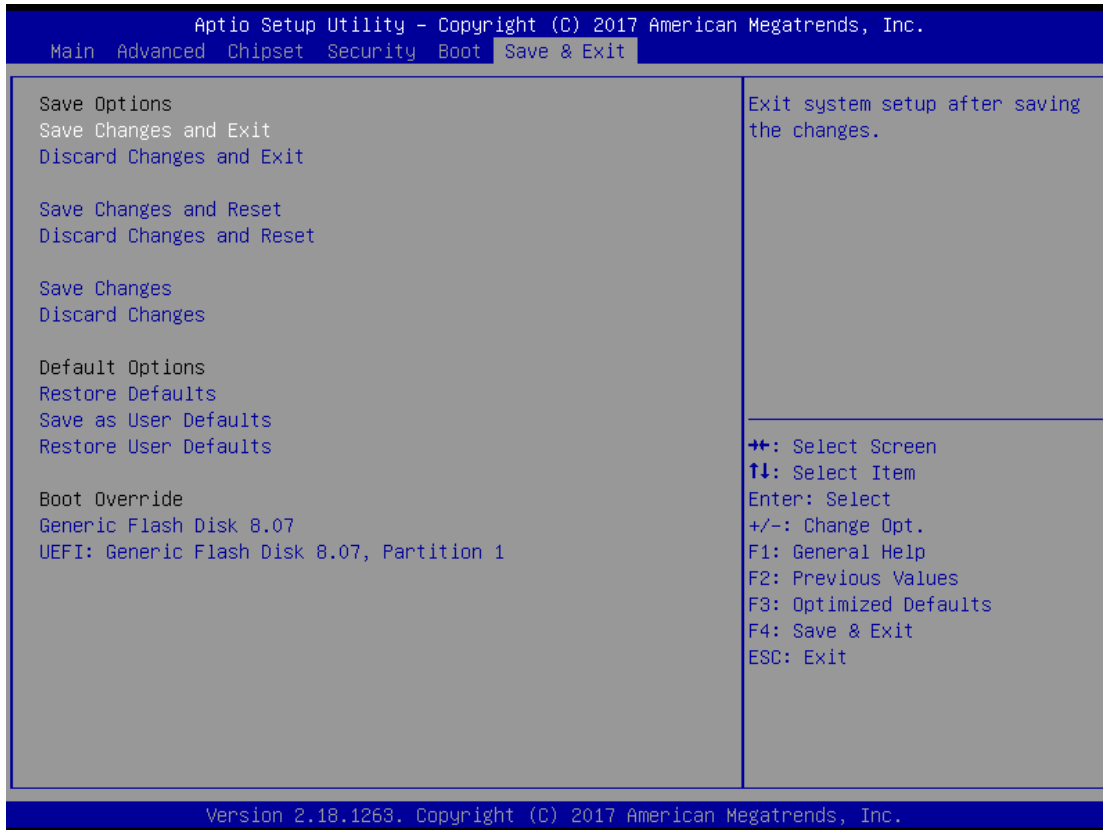 Aptio Setup Utility – Copyright (C) 2017 American Megatrends, Inc.
Main Advanced Chipset Security Boot Save & Exit
Save Options
Save Changes and Exit
Discard Changes and Exit
Save Changes and Reset
Discard Changes and Reset
Save Changes
Discard Changes
Default Options
Restore Defaults
Save as User Defaults
Restore User Defaults
Boot Override
Generic Flash Disk 8.07
UEFI: Generic Flash Disk 8.07, Partition 1
Exit system setup after saving
the changes.
→←: Select Screen
↑↓: Select Item
Enter: Select
+/-: Change Opt.
F1: General Help
F2: Previous Values
F3: Optimized Defaults
F4: Save & Exit
ESC: Exit
Version 2.18.1263. Copyright (C) 2017 American Megatrends, Inc.